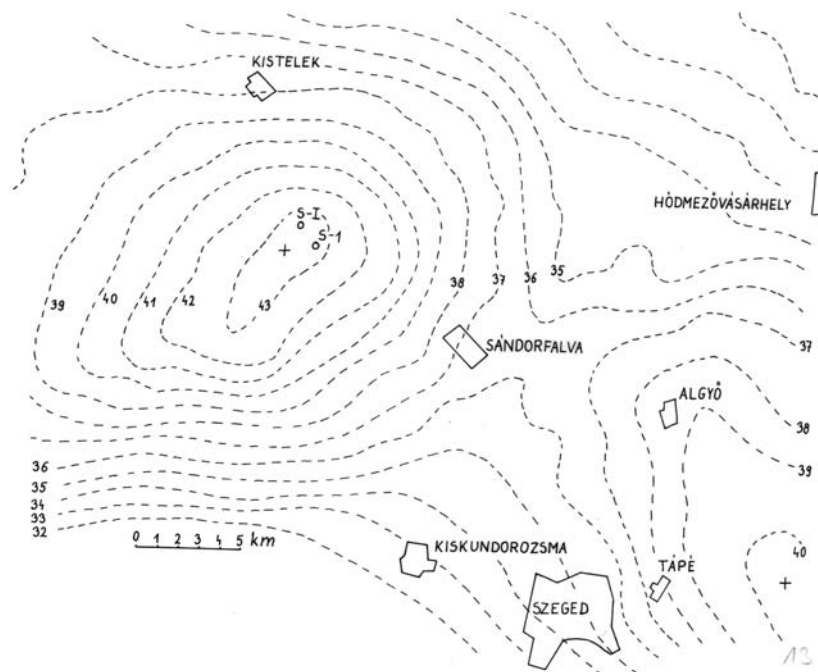 KISTELEK
HÓDMEZŐVÁSÁRHELY
S-I
S-1
39
40
41
42
43
38
37
36
35
SÁNDORFALVA
37
ALGYŐ
38
39
36
35
34
33
32
0 1 2 3 4 5 km
KISKUNDOROZSMA
TÁPÉ
40
SZEGED
13